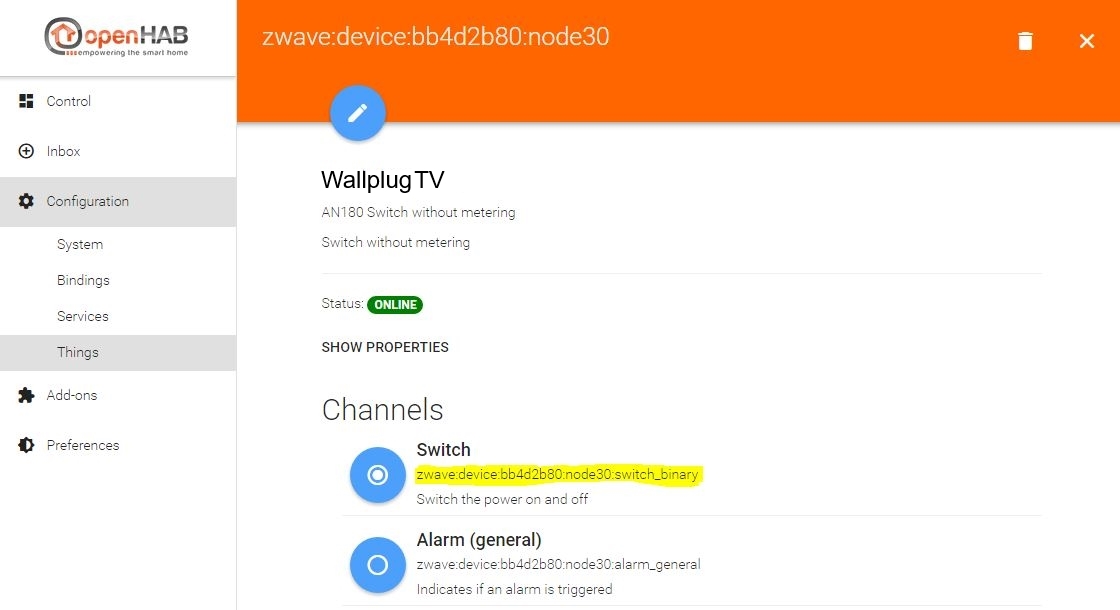 openHAB
empowering the smart home
zwave:device:bb4d2b80:node30
Control
Inbox
Configuration
System
Bindings
Services
Things
Add-ons
Preferences
Wallplug TV
AN180 Switch without metering
Switch without metering
Status: ONLINE
SHOW PROPERTIES
Channels
Switch
zwave:device:bb4d2b80:node30:switch_binary
Switch the power on and off
Alarm (general)
zwave:device:bb4d2b80:node30:alarm_general
Indicates if an alarm is triggered